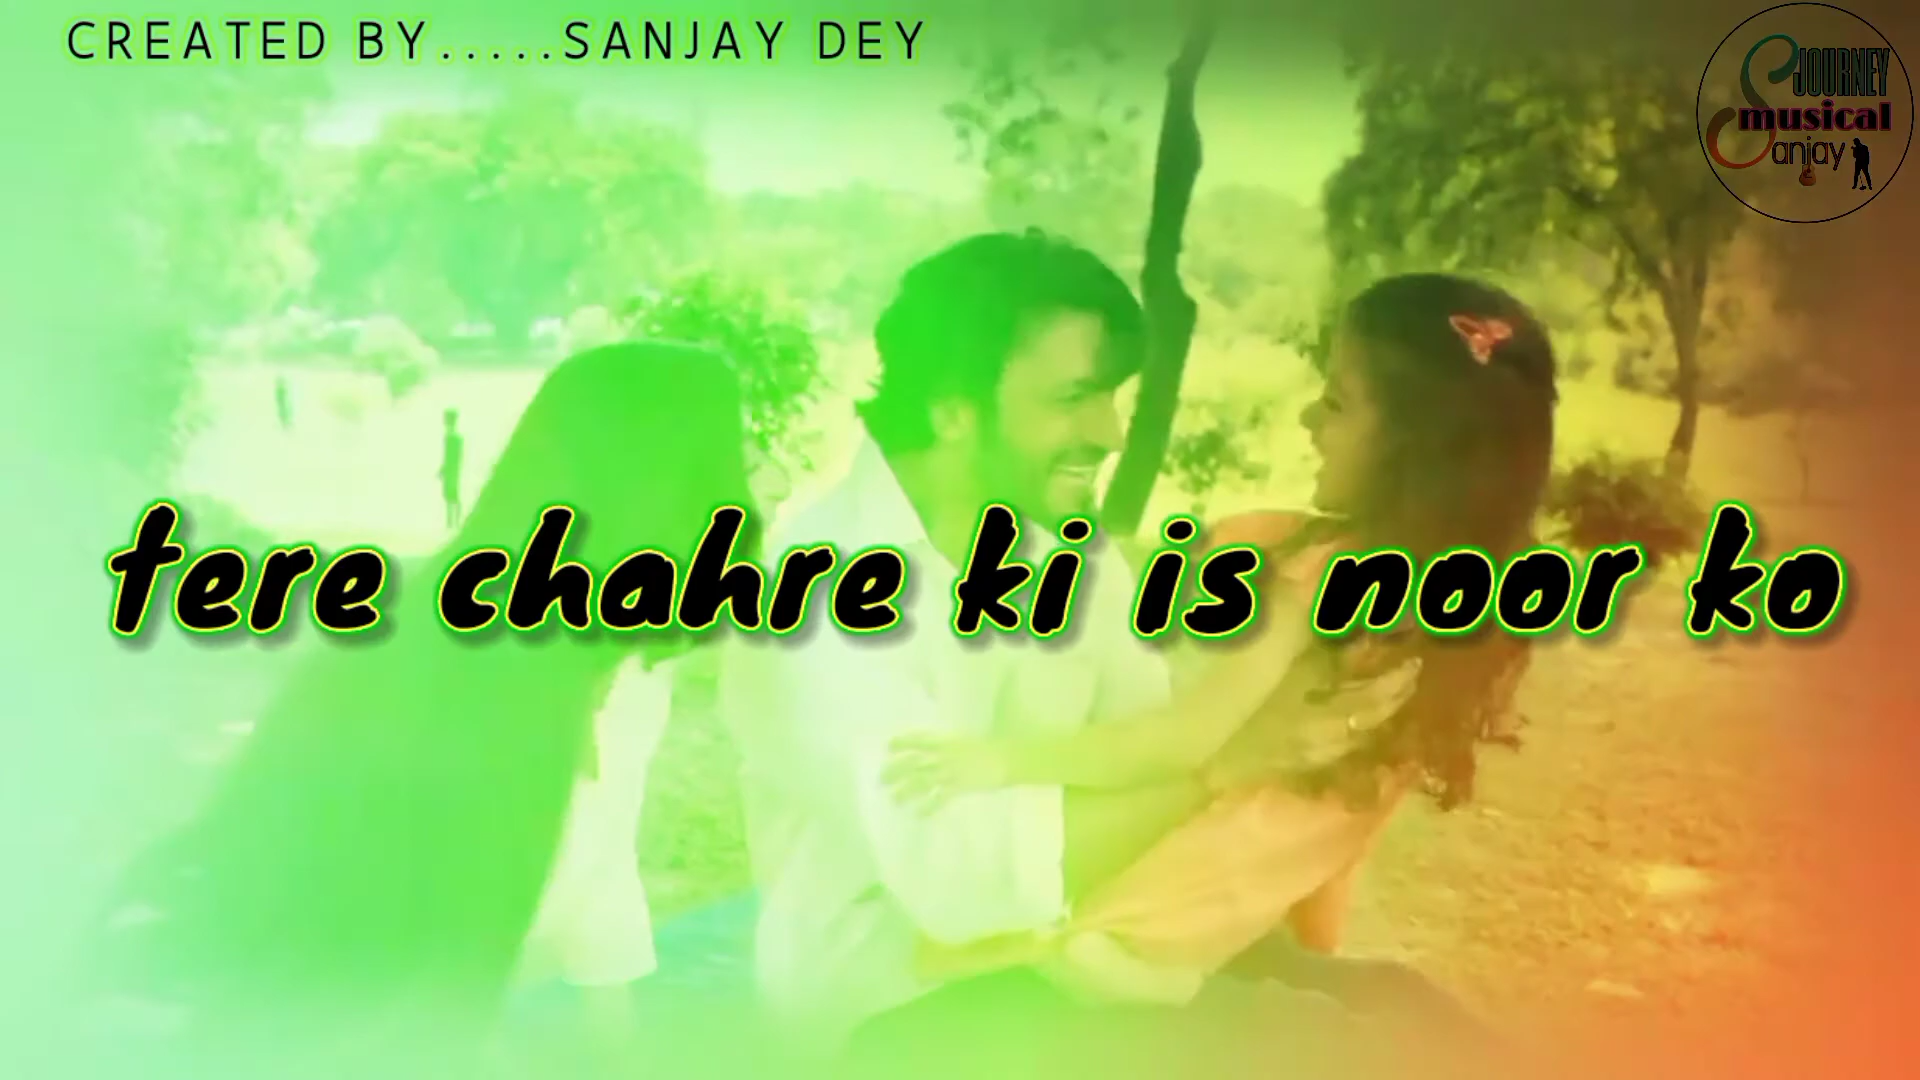 CREATED BY.....SANJAY DEY
JOURNEY
musical
Sanjay
tere chahre ki is noor ko